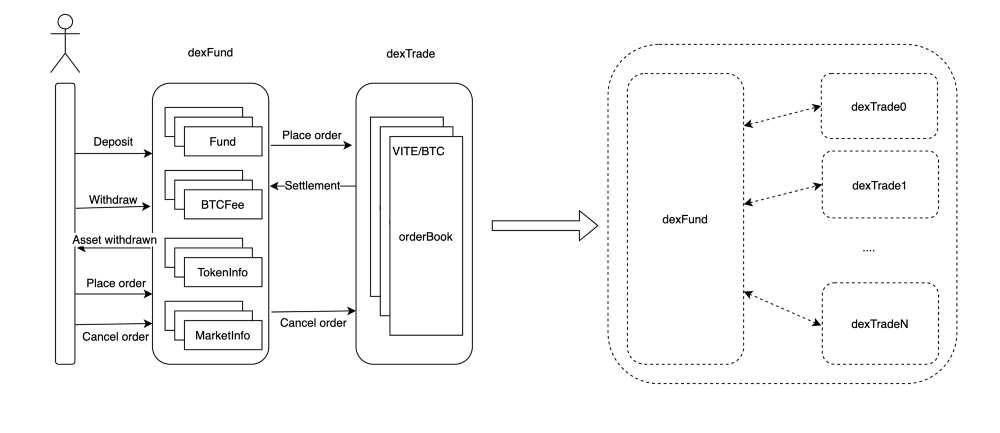 dexFund
dexTrade
Deposit
Withdraw
Asset withdrawn
Place order
Cancel order
Fund
BTCFee
TokenInfo
MarketInfo
Place order
Settlement
Cancel order
VITE/BTC
orderBook
dexFund
dexTrade0
dexTrade1
....
dexTradeN